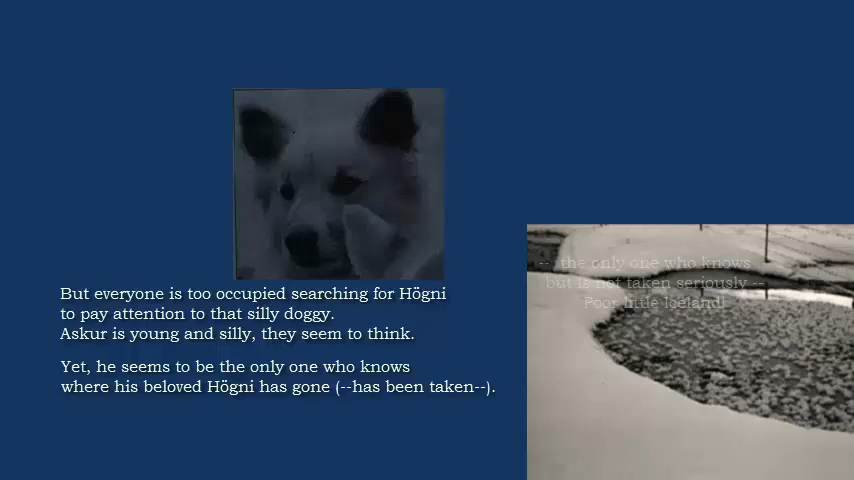 But everyone is too occupied searching for Högni
to pay attention to that silly doggy.
Askur is young and silly, they seem to think.
Yet, he seems to be the only one who knows
where his beloved Högni has gone (--has been taken--).
-- the only one who knows
but is not taken seriously --
Poor little Iceland!